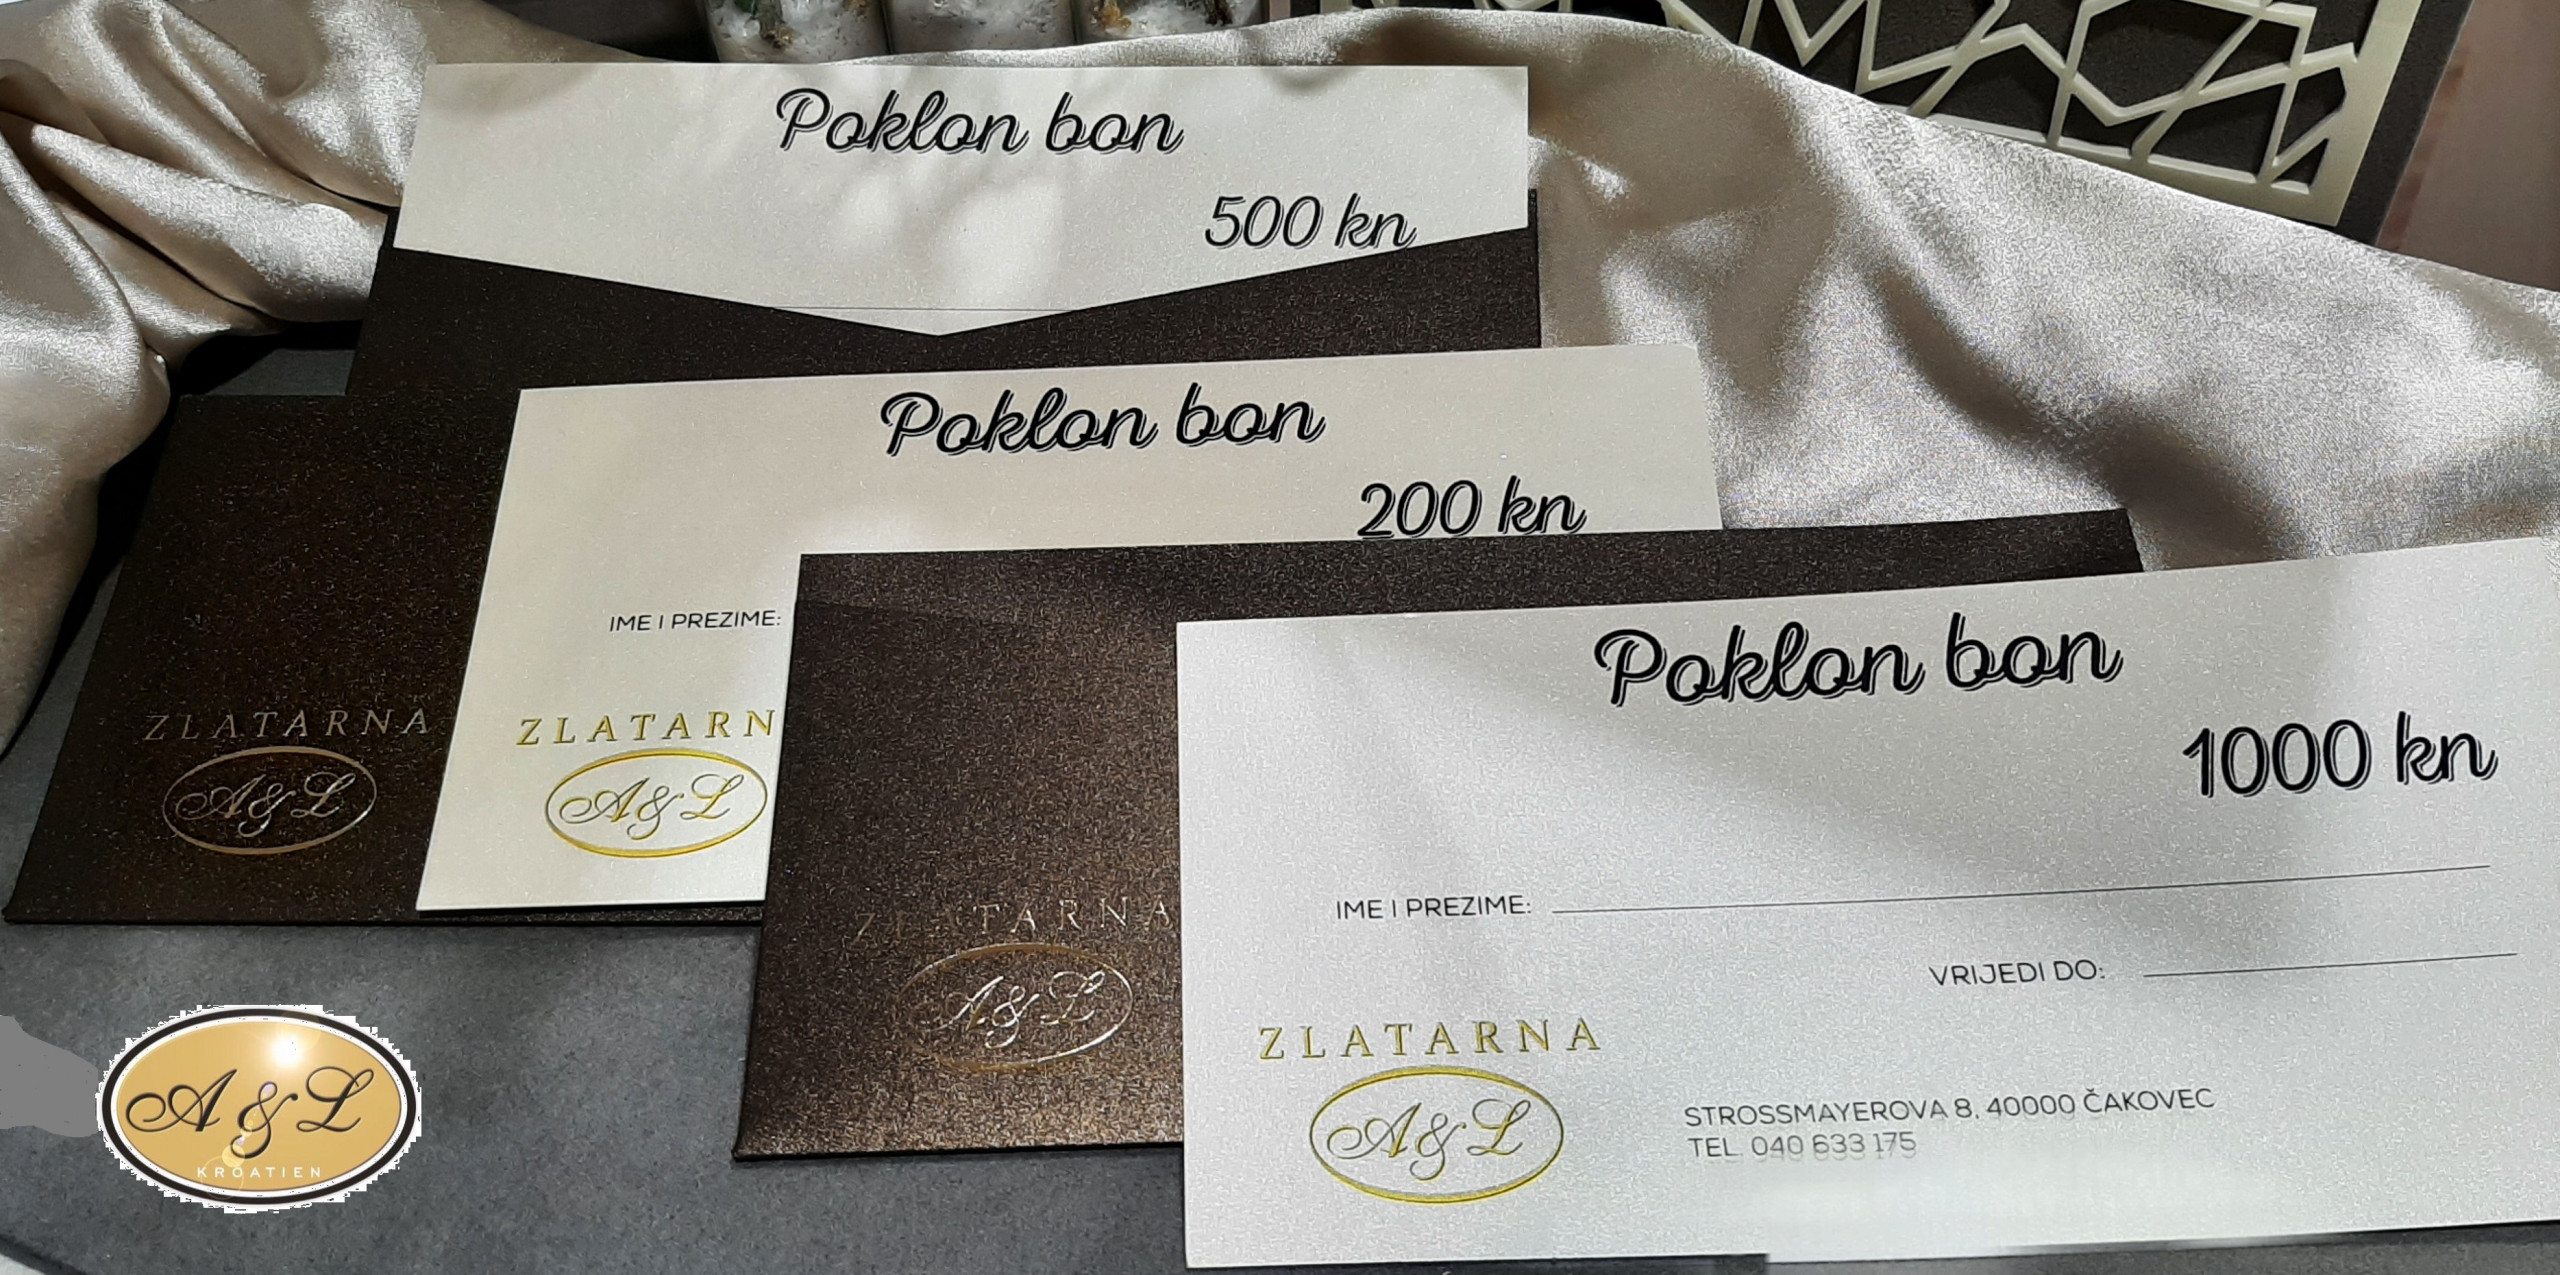 Poklon bon
500 kn
Poklon bon
200 kn
IME I PREZIME:
ZLATARNA
A&L
ZLATARN
A&L
Poklon bon
1000 kn
IME I PREZIME:
VRIJEDI DO:
ZLATARNA
A&L
ZLATARNA
A&L
STROSSMAYEROVA 8, 40000 ČAKOVEC
TEL. 040 633 175
A & L
KROATIEN